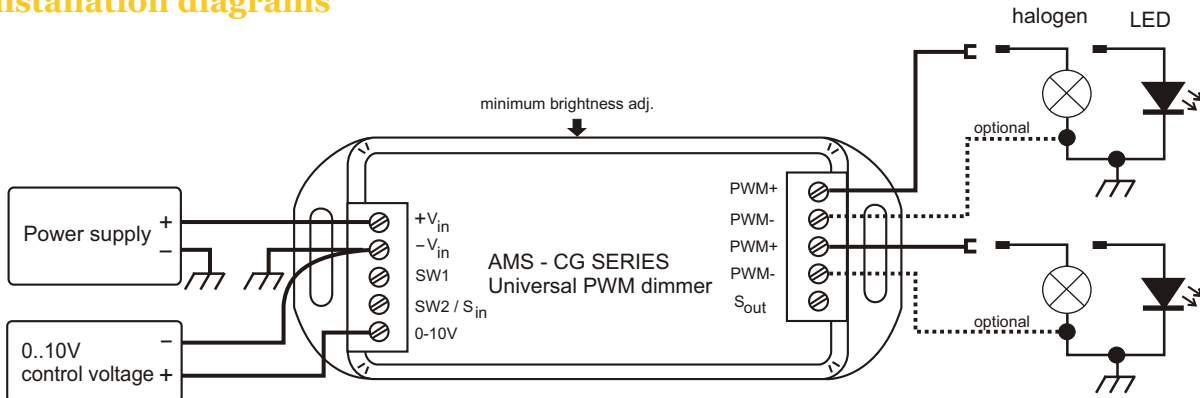 nstallation diagrams
halogen LED
minimum brightness adj.
optional
Power supply + −
+Vin
−Vin
SW1
SW2 / Sin
0-10V
AMS - CG SERIES
Universal PWM dimmer
PWM+
PWM-
PWM+
PWM-
Sout
optional
0..10V −
control voltage +